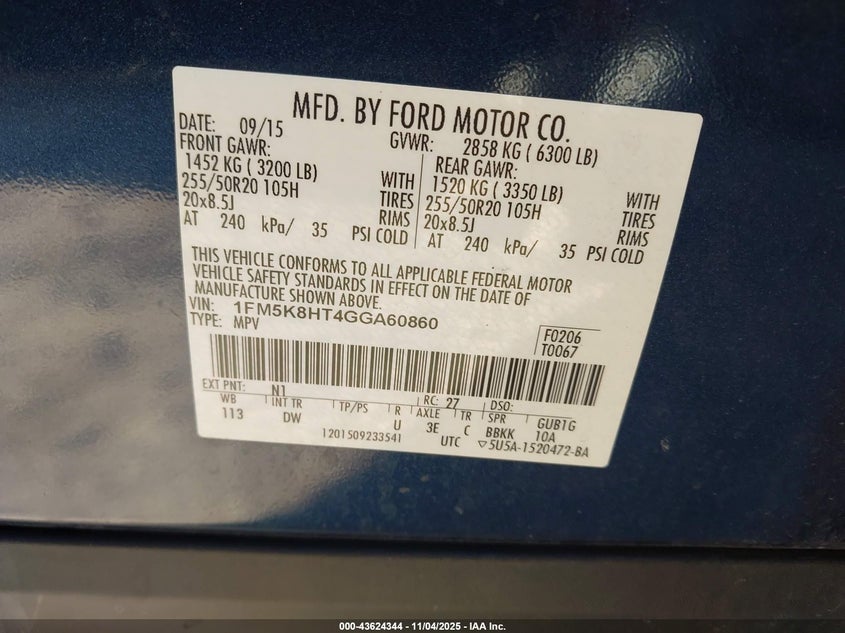 MFD. BY FORD MOTOR CO.
DATE: 09/15 GVWR: 2858 KG ( 6300 LB)
FRONT GAWR: REAR GAWR:
1452 KG ( 3200 LB) WITH 1520 KG ( 3350 LB) WITH
255/50R20 105H TIRES 255/50R20 105H TIRES
20x8.5J RIMS 20x8.5J RIMS
AT 240 kPa/ 35 PSI COLD AT 240 kPa/ 35 PSI COLD
THIS VEHICLE CONFORMS TO ALL APPLICABLE FEDERAL MOTOR
VEHICLE SAFETY STANDARDS IN EFFECT ON THE DATE OF
MANUFACTURE SHOWN ABOVE.
VIN: 1FM5K8HT4GGA60860
TYPE: MPV
F0206
T0067
EXT PNT: N1 RC: 27 DSO:
WB INT TR TP/PS R AXLE TR SPR GUB1G
113 DW U 3E C BBKK 10A
1201509233541 UTC ▽5U5A-1520472-BA
000-43624344 | 11/04/2025 | IAA Inc.